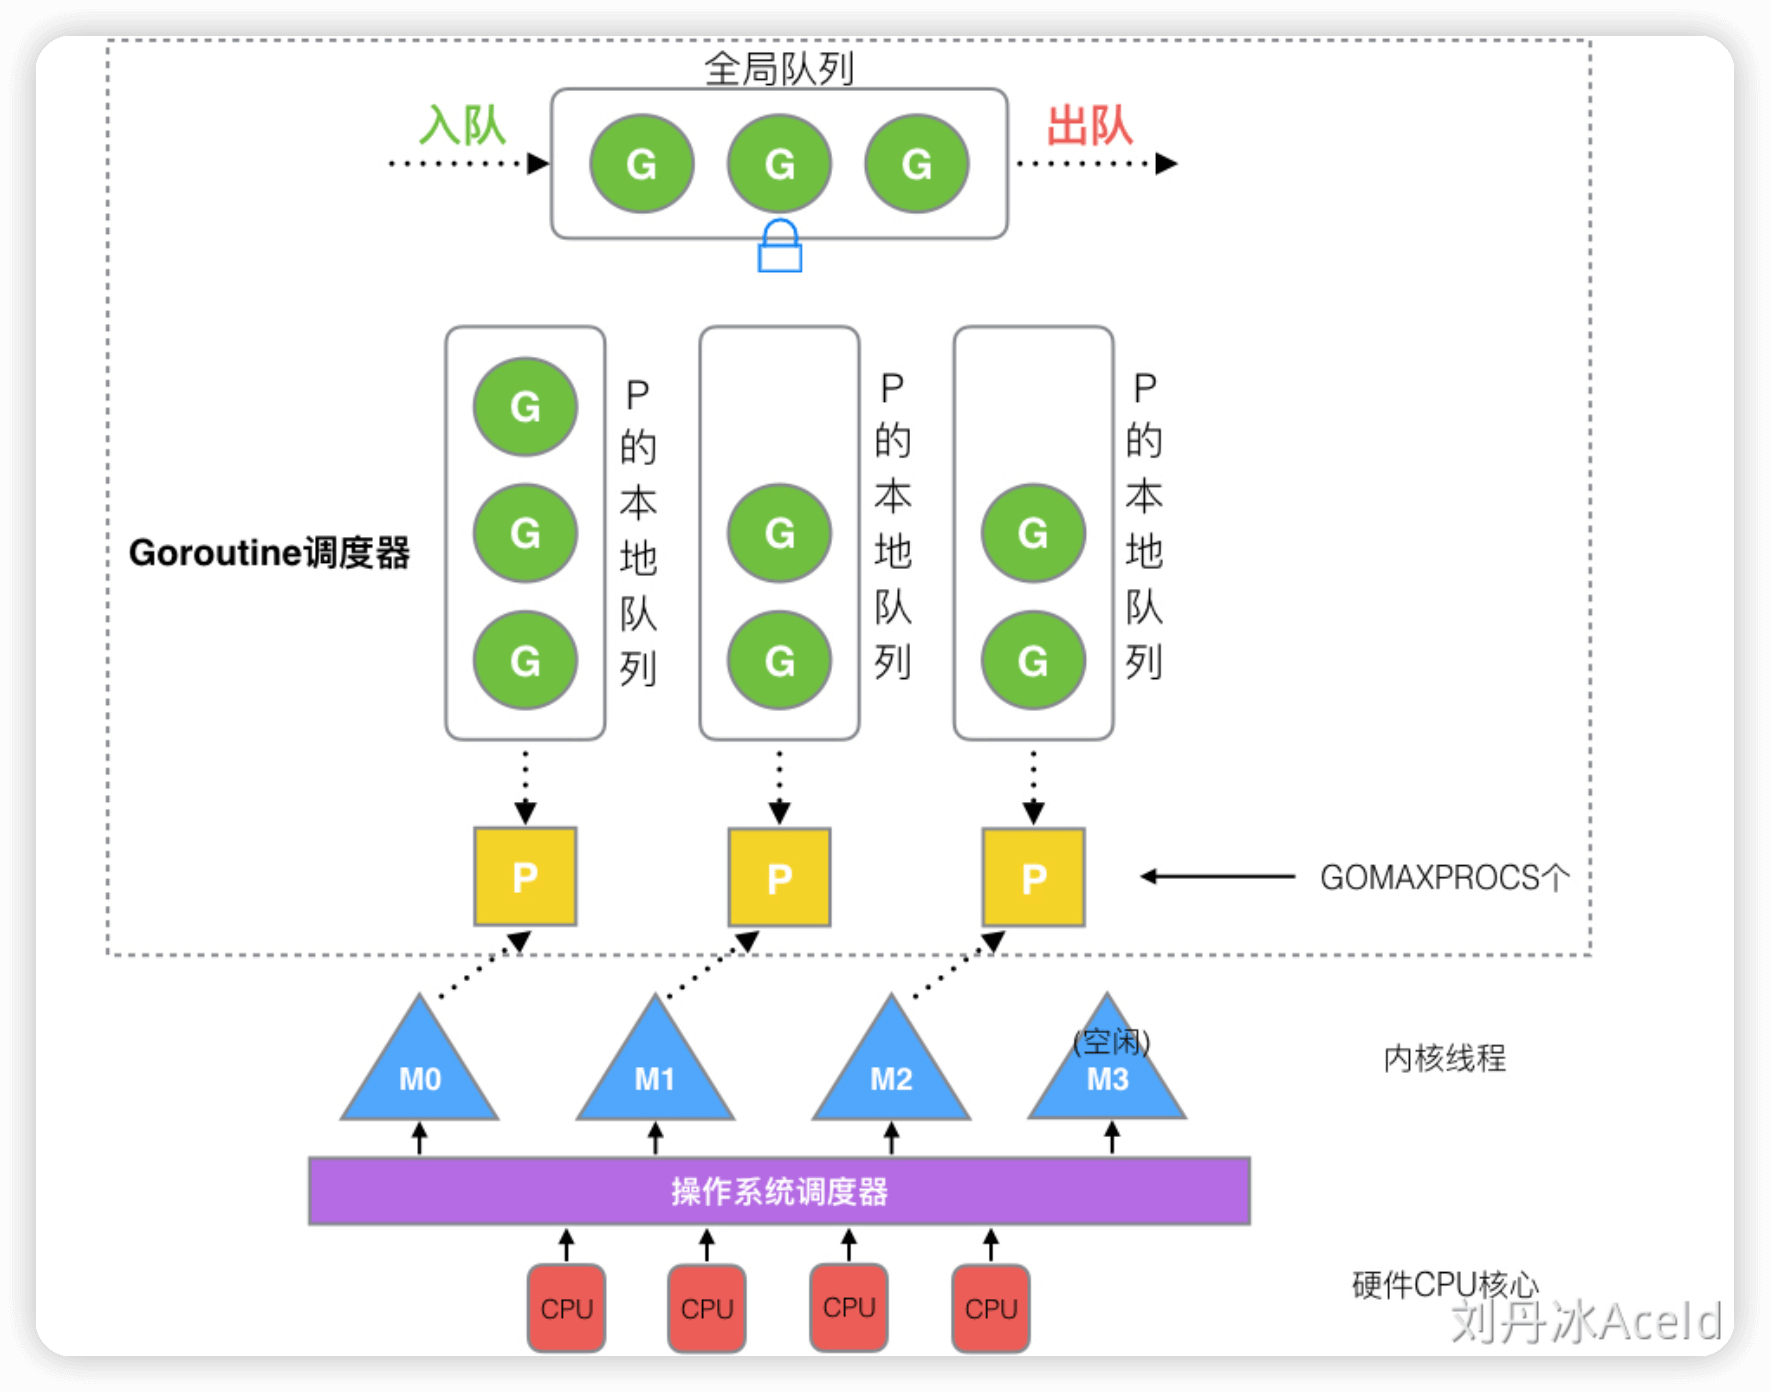 全局队列
入队
出队
G G G
G
G
G
P的本地队列
G
G
P的本地队列
G
G
P的本地队列
Goroutine调度器
P P P
GOMAXPROCS个
M0 M1 M2
(空闲)
M3
内核线程
操作系统调度器
CPU CPU CPU CPU
硬件CPU核心
刘丹冰Aceld